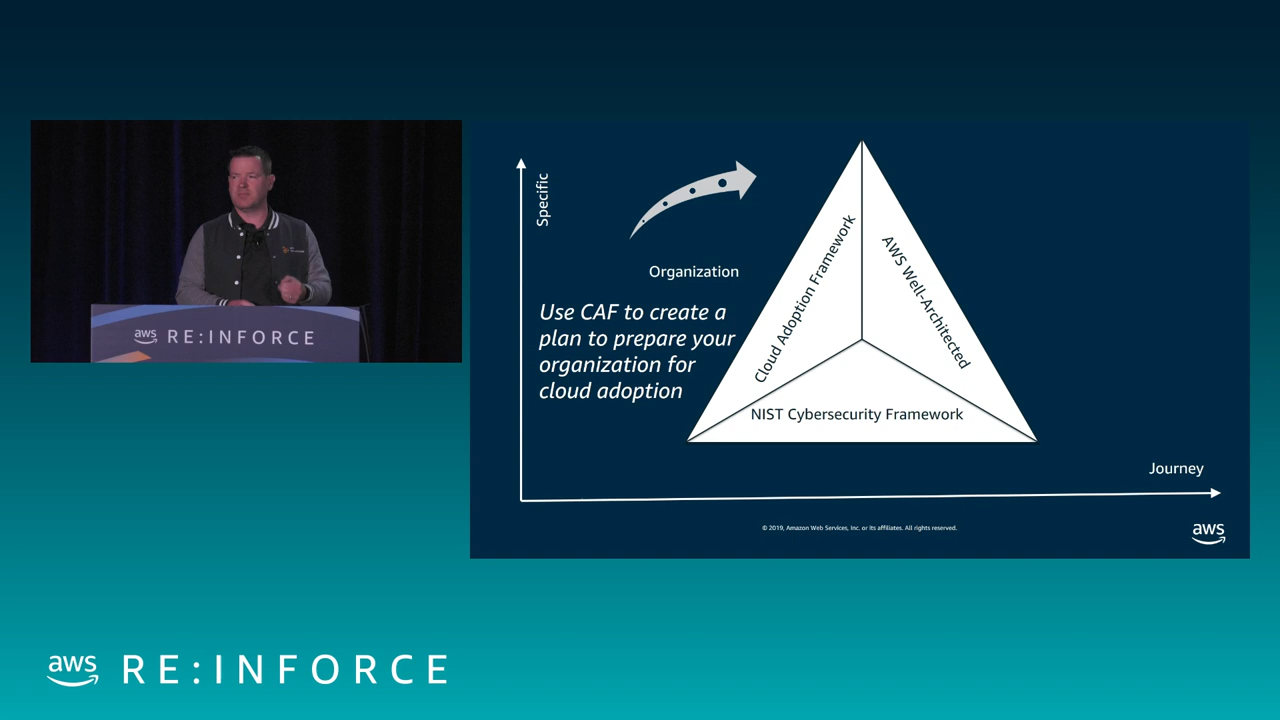 aws RE:INFORCE
Specific
Organization
Use CAF to create a
plan to prepare your
organization for
cloud adoption
Cloud Adoption Framework
AWS Well-Architected
NIST Cybersecurity Framework
Journey
© 2019, Amazon Web Services, Inc. or its affiliates. All rights reserved.
aws
aws RE:INFORCE